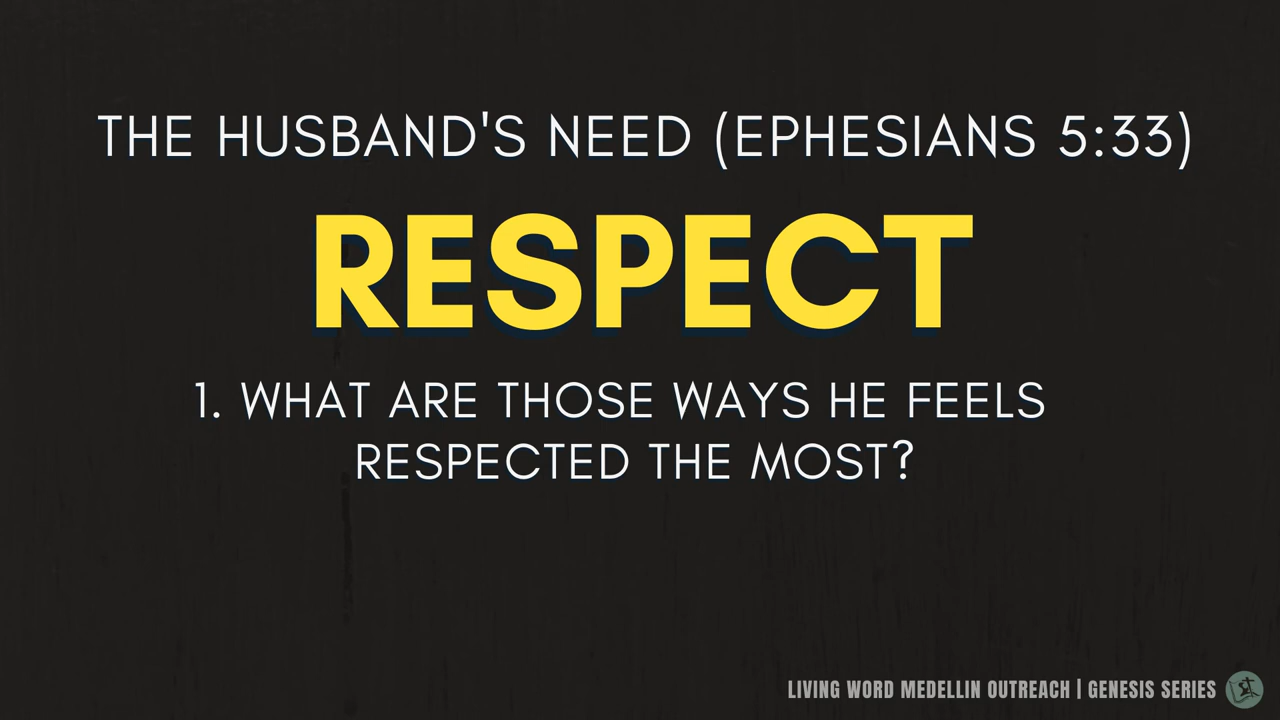 THE HUSBAND'S NEED (EPHESIANS 5:33)
RESPECT
1. WHAT ARE THOSE WAYS HE FEELS
RESPECTED THE MOST?
LIVING WORD MEDELLIN OUTREACH | GENESIS SERIES